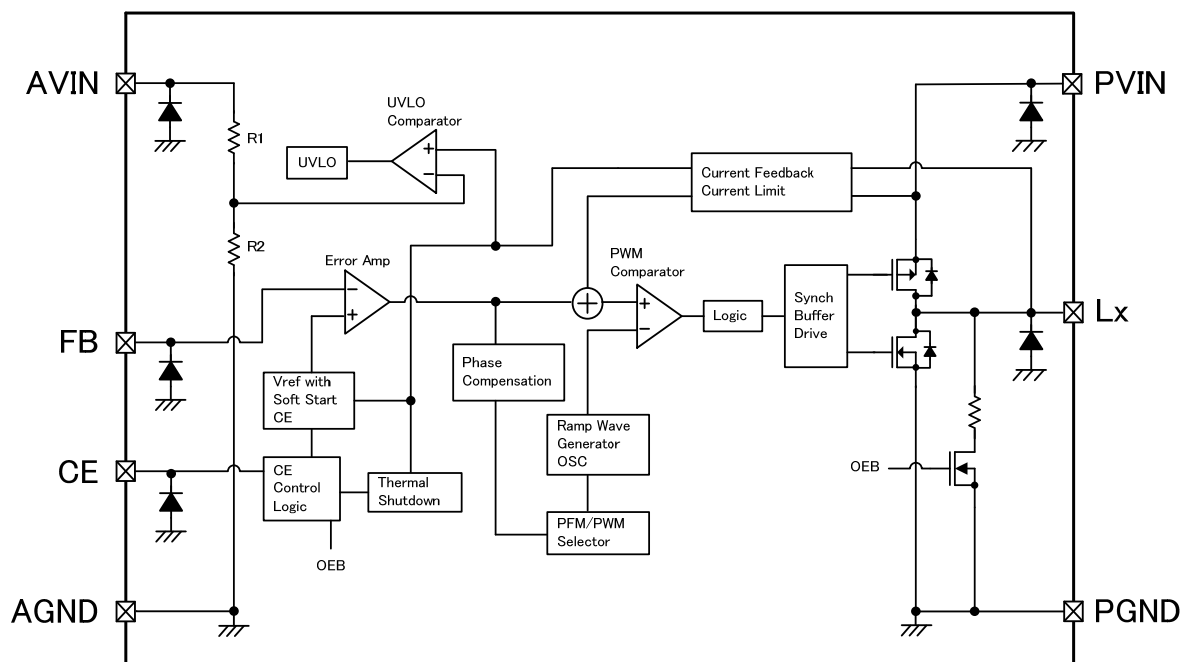 AVIN
PVIN
UVLO
Comparator
R1
UVLO
+
−
Current Feedback
Current Limit
R2
Error Amp
PWM
Comparator
−
+
+
+
−
Synch
Buffer
Drive
Logic
Lx
FB
Phase
Compensation
Vref with
Soft Start
CE
Ramp Wave
Generator
OSC
CE
CE
Control
Logic
Thermal
Shutdown
OEB
PFM/PWM
Selector
OEB
AGND
PGND